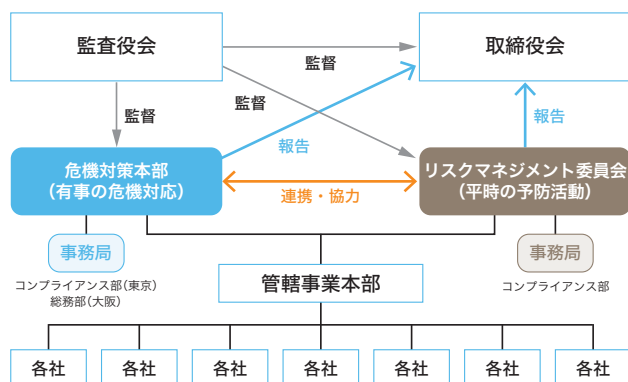 監査役会
取締役会
監督
監督
監督
報告
報告
危機対策本部
（有事の危機対応）
リスクマネジメント委員会
（平時の予防活動）
連携・協力
事務局
事務局
コンプライアンス部（東京）
総務部（大阪）
コンプライアンス部
管轄事業本部
各社
各社
各社
各社
各社
各社
各社